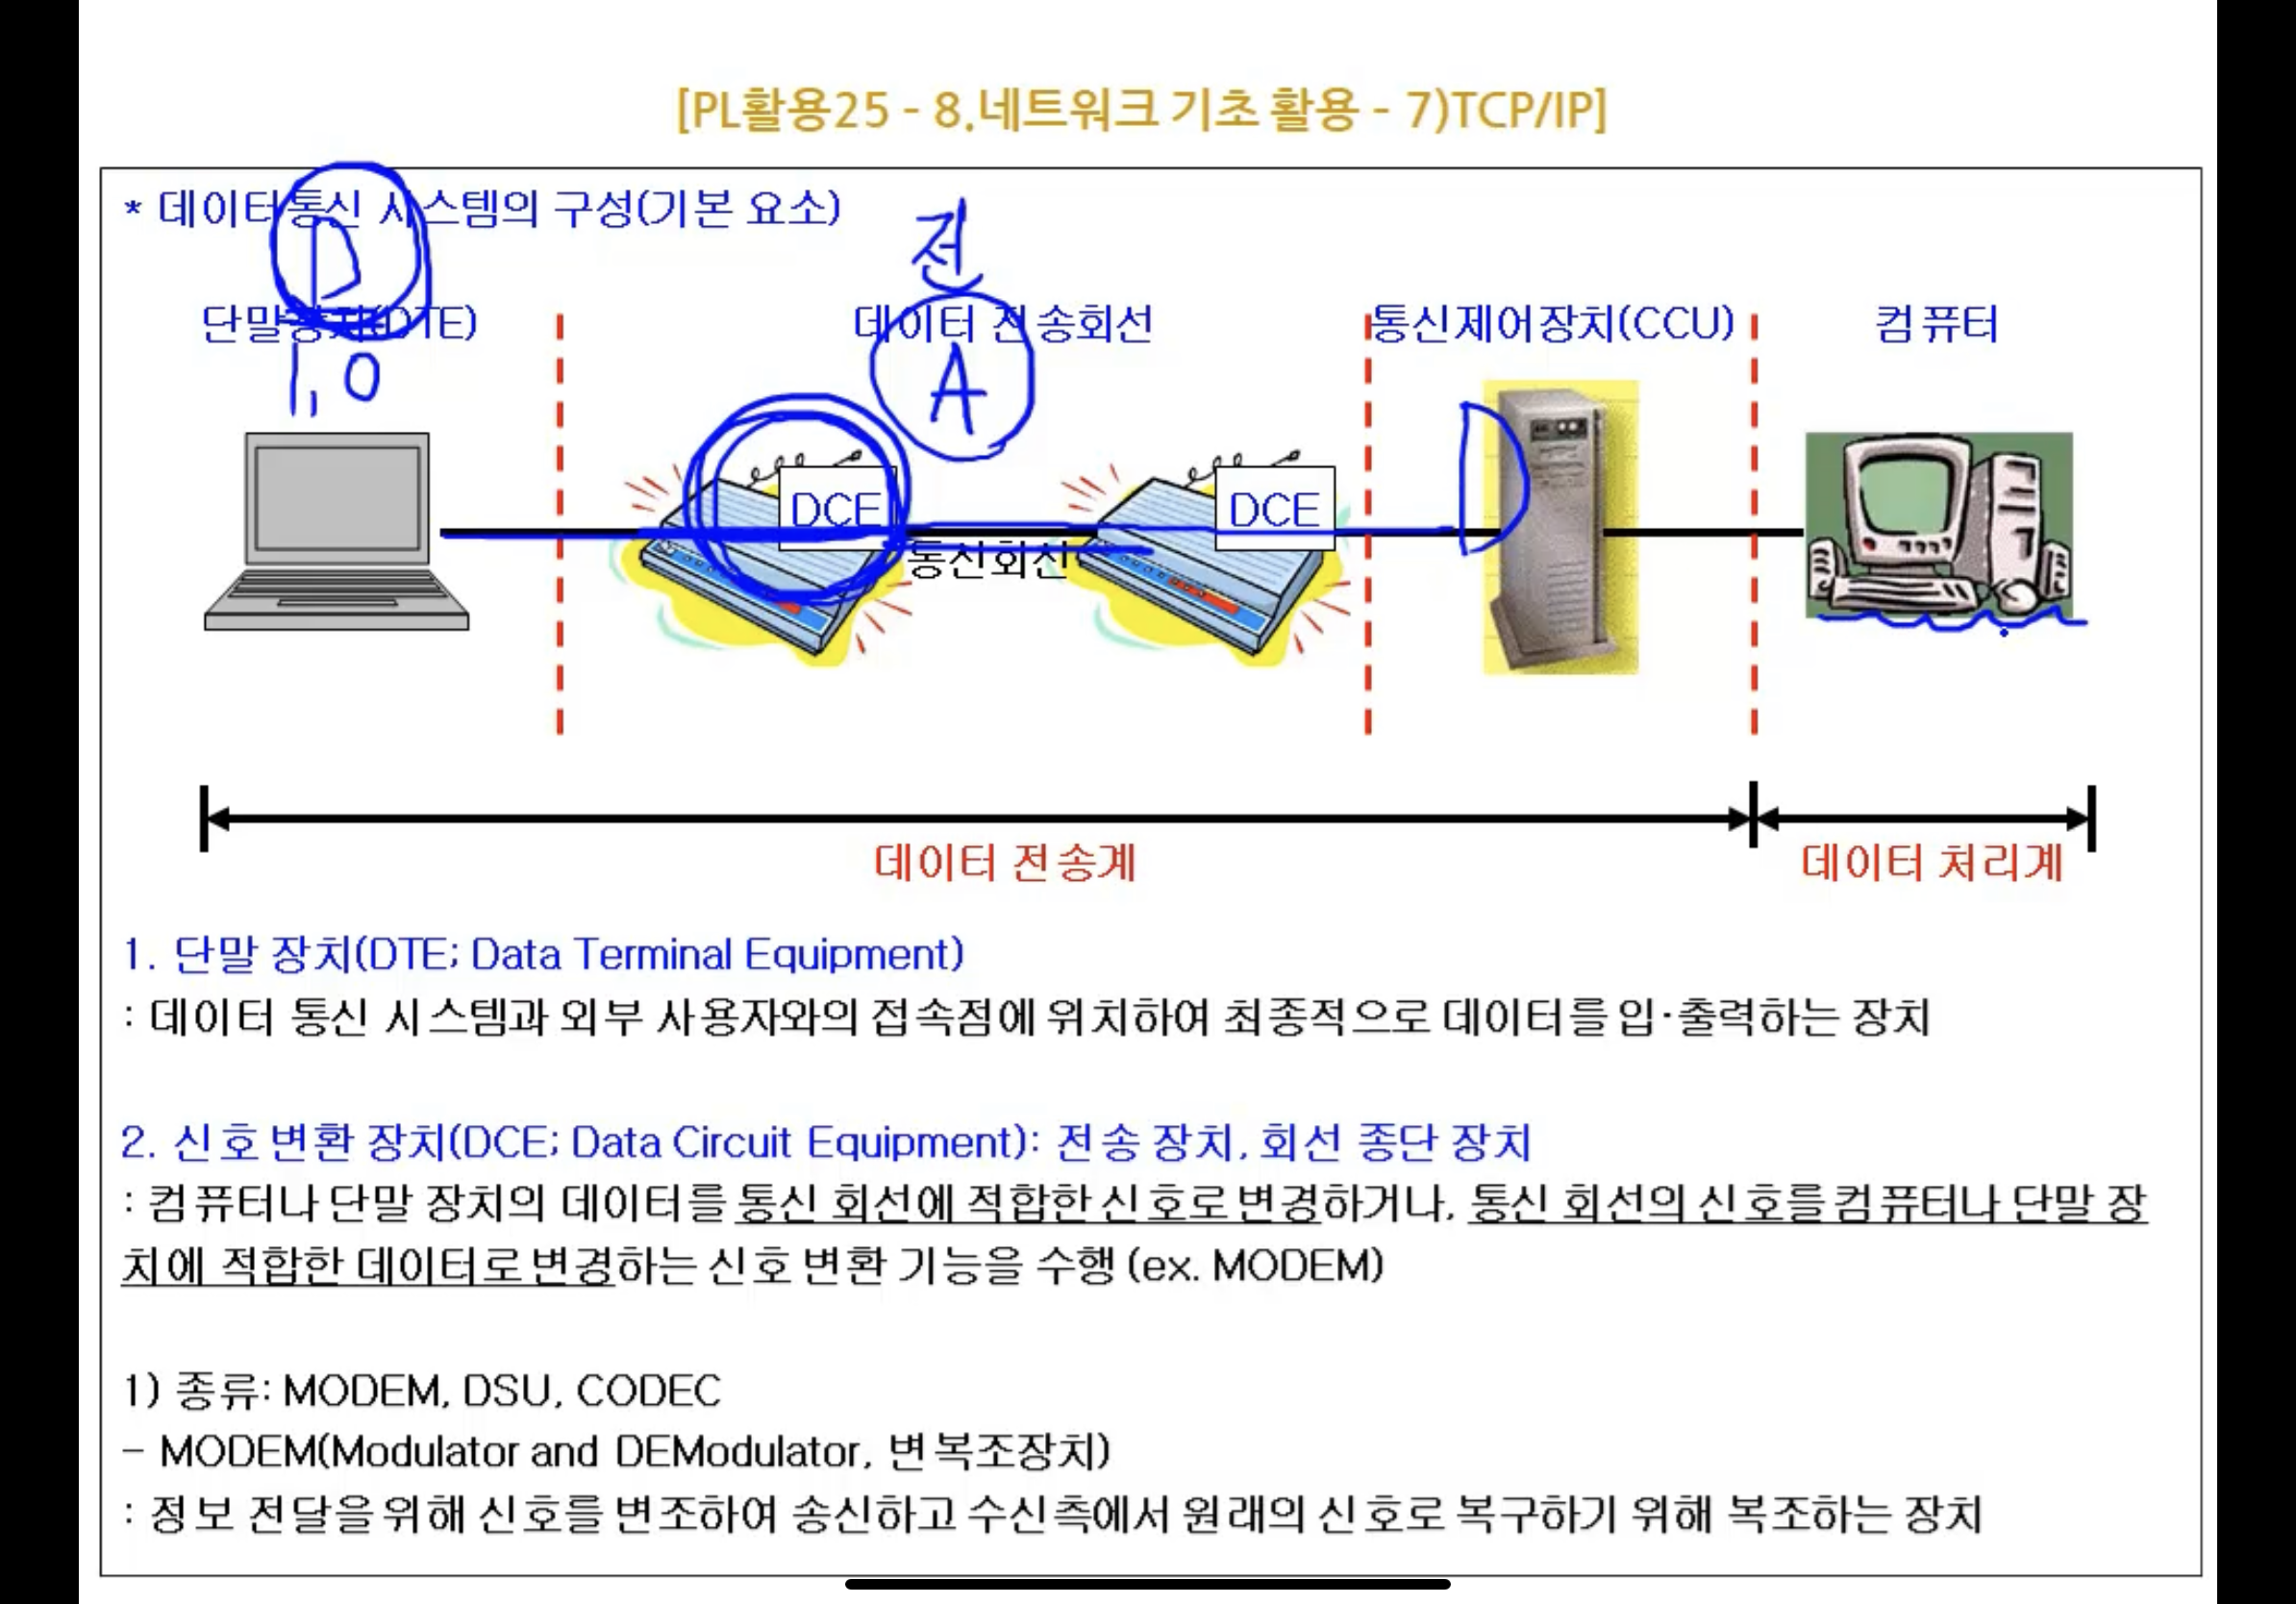 [PL활용25 - 8.네트워크 기초 활용 - 7)TCP/IP]
* 데이터통신 시스템의 구성(기본 요소)
D
전
단말장치(DTE)
데이터 전송회선
통신제어장치(CCU)
컴퓨터
1, 0
A
D
DCE
DCE
통신회선
데이터 전송계
데이터 처리계
1. 단말 장치(DTE; Data Terminal Equipment)
: 데이터 통신 시스템과 외부 사용자와의 접속점에 위치하여 최종적으로 데이터를 입·출력하는 장치
2. 신호 변환 장치(DCE; Data Circuit Equipment): 전송 장치, 회선 종단 장치
: 컴퓨터나 단말 장치의 데이터를 통신 회선에 적합한 신호로 변경하거나, 통신 회선의 신호를 컴퓨터나 단말 장
치에 적합한 데이터로 변경하는 신호 변환 기능을 수행 (ex. MODEM)
1) 종류: MODEM, DSU, CODEC
- MODEM(Modulator and DEModulator, 변복조장치)
: 정보 전달을 위해 신호를 변조하여 송신하고 수신측에서 원래의 신호로 복구하기 위해 복조하는 장치